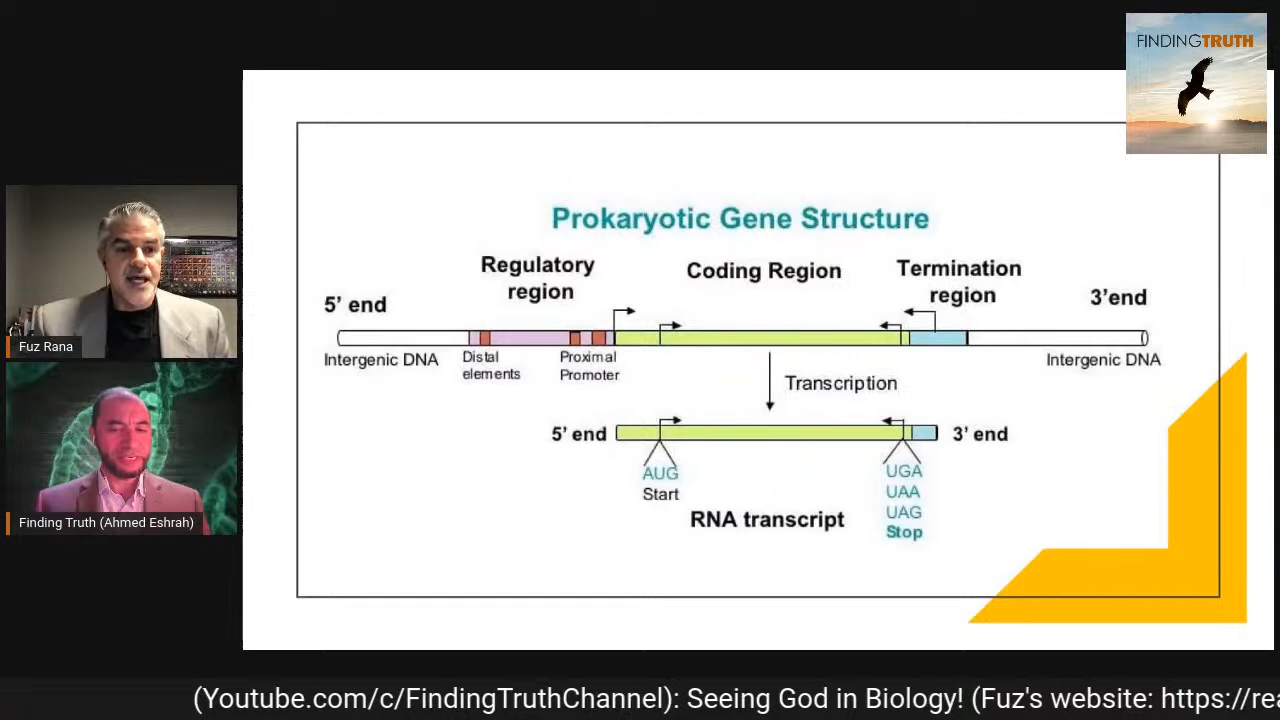 FINDINGTRUTH
Prokaryotic Gene Structure
Regulatory
region
Coding Region
Termination
region
5' end
3'end
Intergenic DNA
Distal
elements
Proximal
Promoter
Intergenic DNA
Transcription
5' end
3' end
AUG
Start
UGA
UAA
UAG
Stop
RNA transcript
Fuz Rana
Finding Truth (Ahmed Eshrah)
(Youtube.com/c/FindingTruthChannel): Seeing God in Biology! (Fuz's website: https://rea